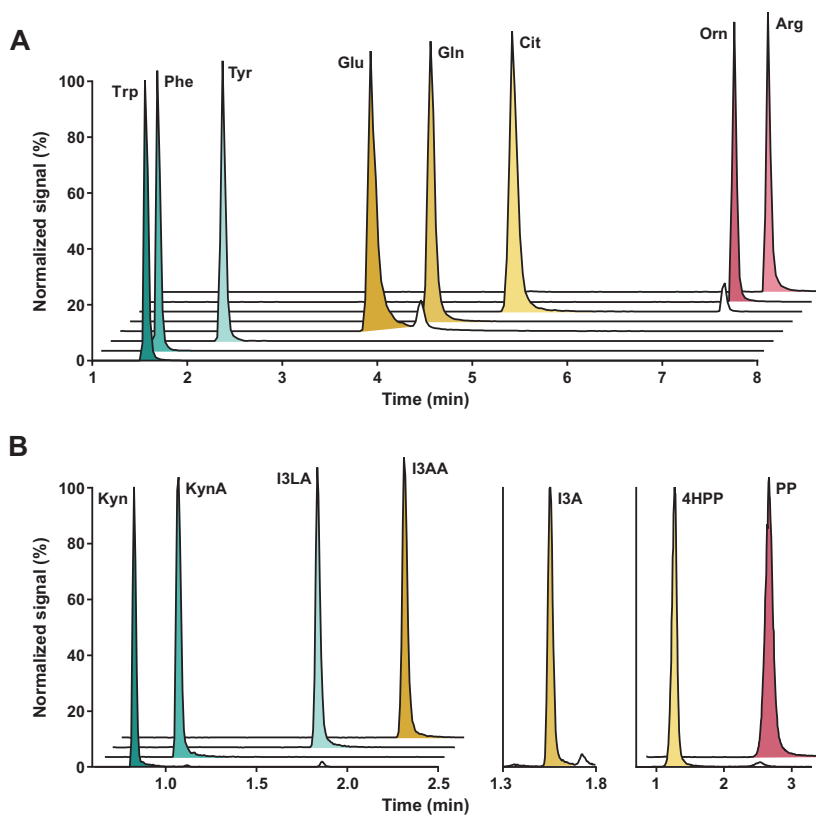 A
Trp
Phe
Tyr
Glu
Gln
Cit
Orn
Arg
Normalized signal (%)
100
80
60
40
20
0
1 2 3 4 5 6 7 8
Time (min)
B
Kyn
KynA
I3LA
I3AA
I3A
4HPP
PP
Normalized signal (%)
100
80
60
40
20
0
1.0 1.5 2.0 2.5 1.3 1.8 1 2 3
Time (min)